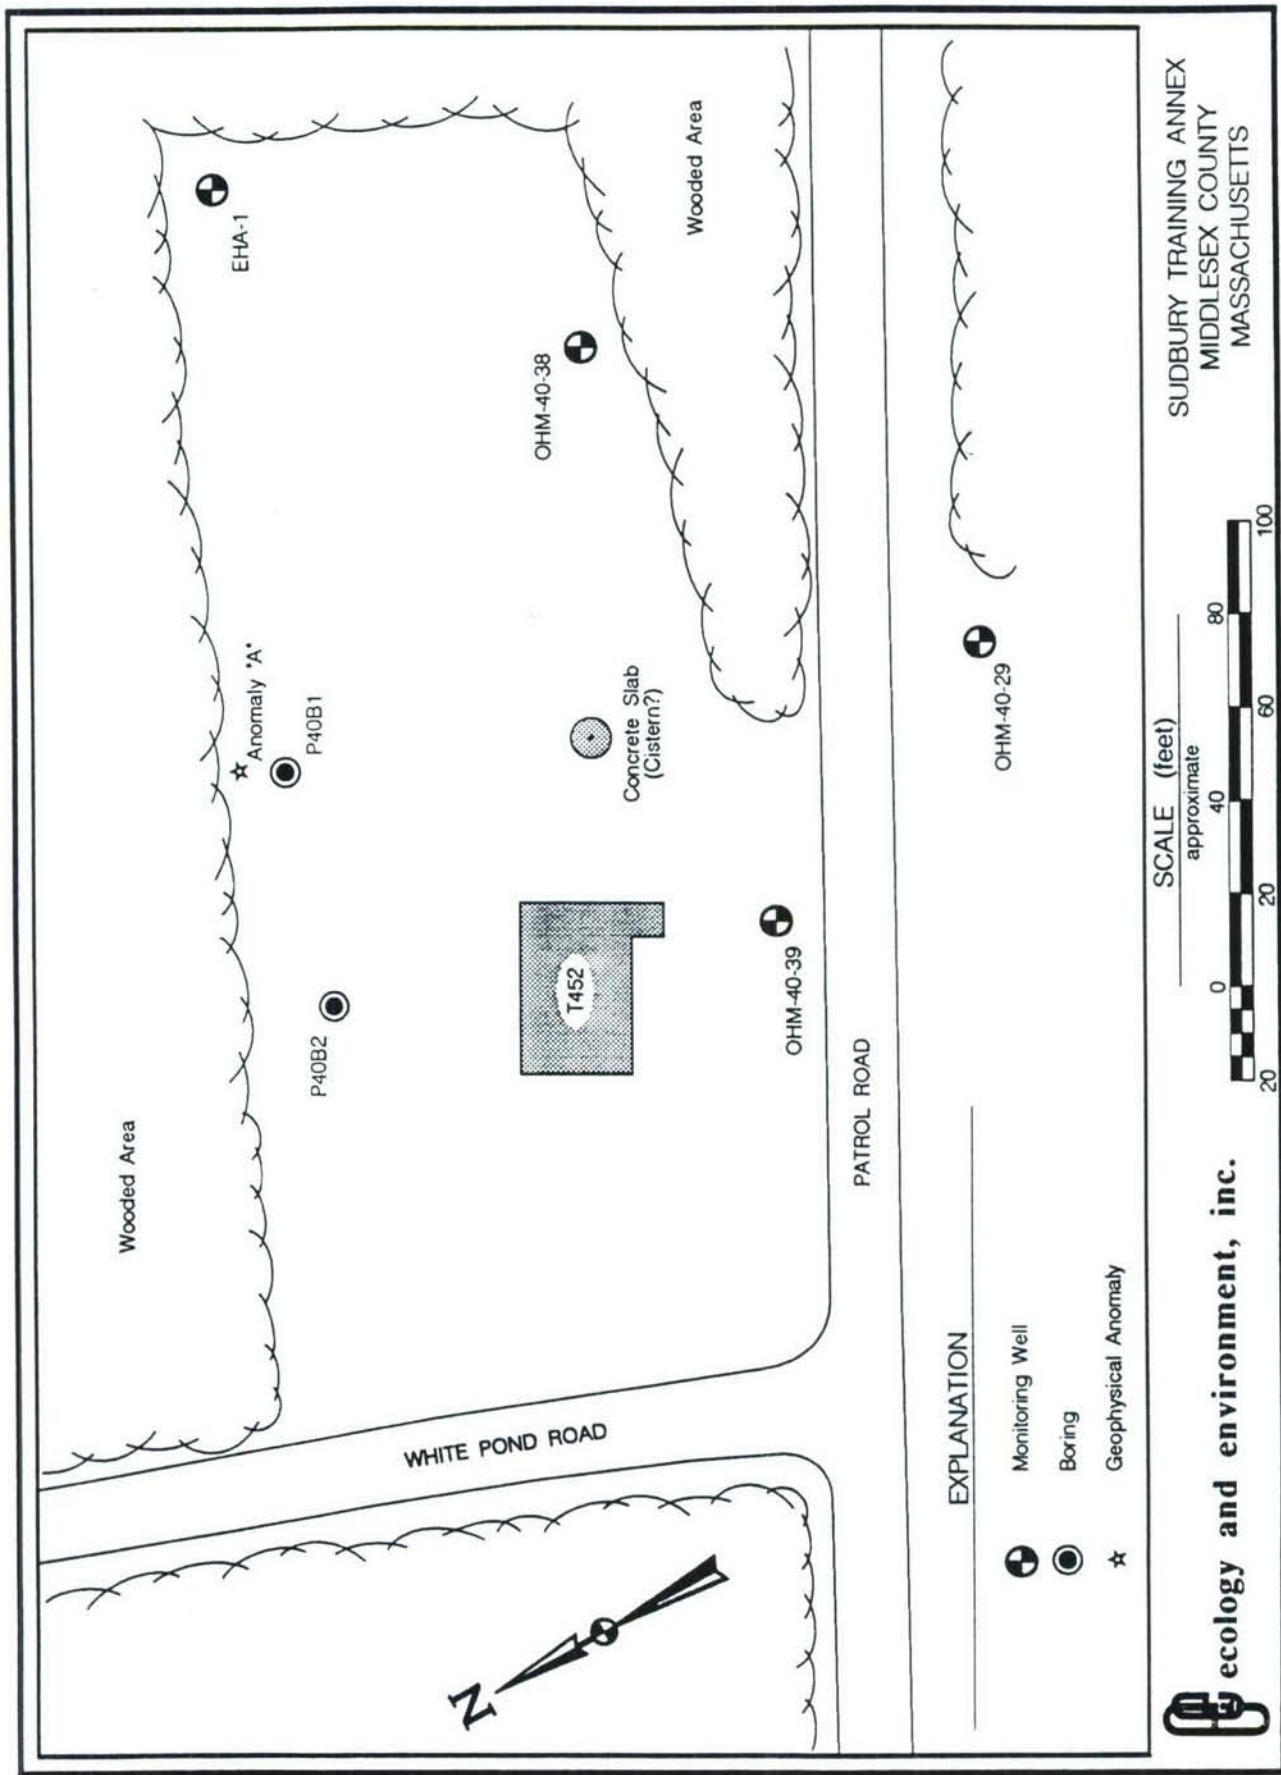 Wooded Area
EHA-1
Anomaly "A"
P40B1
P40B2
OHM-40-38
Wooded Area
T452
Concrete Slab
(Cistern?)
WHITE POND ROAD
N
OHM-40-39
PATROL ROAD
OHM-40-29
EXPLANATION
Monitoring Well
Boring
Geophysical Anomaly
SCALE (feet)
approximate
20 0 20 40 60 80 100
ecology and environment, inc.
SUDBURY TRAINING ANNEX
MIDDLESEX COUNTY
MASSACHUSETTS